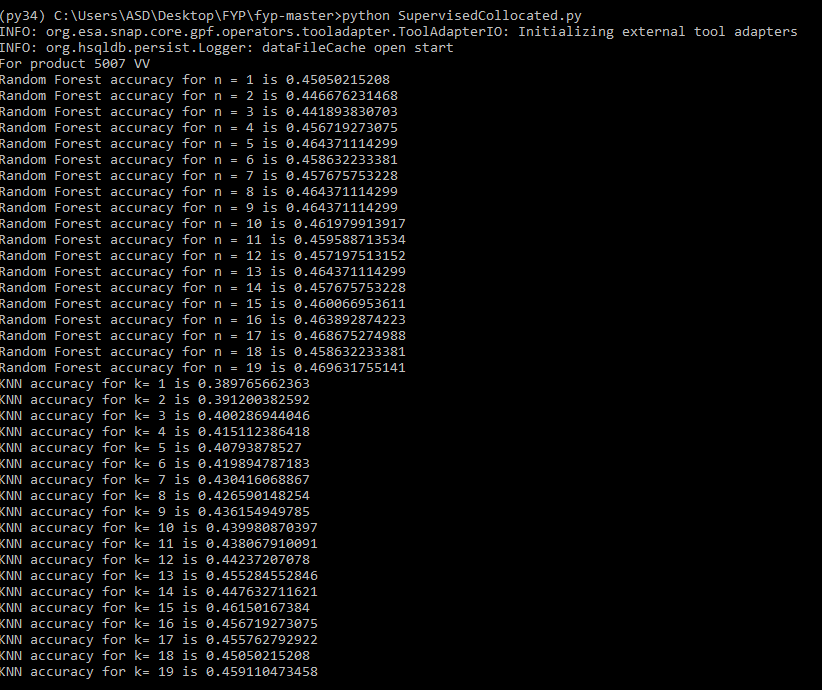 (py34) C:\Users\ASD\Desktop\FYP\fyp-master>python SupervisedCollocated.py
INFO: org.esa.snap.core.gpf.operators.tooladapter.ToolAdapterIO: Initializing external tool adapters
INFO: org.hsqldb.persist.Logger: dataFileCache open start
For product 5007 VV
Random Forest accuracy for n = 1 is 0.45050215208
Random Forest accuracy for n = 2 is 0.446676231468
Random Forest accuracy for n = 3 is 0.441893830703
Random Forest accuracy for n = 4 is 0.456719273075
Random Forest accuracy for n = 5 is 0.464371114299
Random Forest accuracy for n = 6 is 0.458632233381
Random Forest accuracy for n = 7 is 0.457675753228
Random Forest accuracy for n = 8 is 0.464371114299
Random Forest accuracy for n = 9 is 0.464371114299
Random Forest accuracy for n = 10 is 0.461979913917
Random Forest accuracy for n = 11 is 0.459588713534
Random Forest accuracy for n = 12 is 0.457197513152
Random Forest accuracy for n = 13 is 0.464371114299
Random Forest accuracy for n = 14 is 0.457675753228
Random Forest accuracy for n = 15 is 0.460066953611
Random Forest accuracy for n = 16 is 0.463892874223
Random Forest accuracy for n = 17 is 0.468675274988
Random Forest accuracy for n = 18 is 0.458632233381
Random Forest accuracy for n = 19 is 0.469631755141
KNN accuracy for k= 1 is 0.389765662363
KNN accuracy for k= 2 is 0.391200382592
KNN accuracy for k= 3 is 0.400286944046
KNN accuracy for k= 4 is 0.415112386418
KNN accuracy for k= 5 is 0.40793878527
KNN accuracy for k= 6 is 0.419894787183
KNN accuracy for k= 7 is 0.430416068867
KNN accuracy for k= 8 is 0.426590148254
KNN accuracy for k= 9 is 0.436154949785
KNN accuracy for k= 10 is 0.439980870397
KNN accuracy for k= 11 is 0.438067910091
KNN accuracy for k= 12 is 0.44237207078
KNN accuracy for k= 13 is 0.455284552846
KNN accuracy for k= 14 is 0.447632711621
KNN accuracy for k= 15 is 0.46150167384
KNN accuracy for k= 16 is 0.456719273075
KNN accuracy for k= 17 is 0.455762792922
KNN accuracy for k= 18 is 0.45050215208
KNN accuracy for k= 19 is 0.459110473458